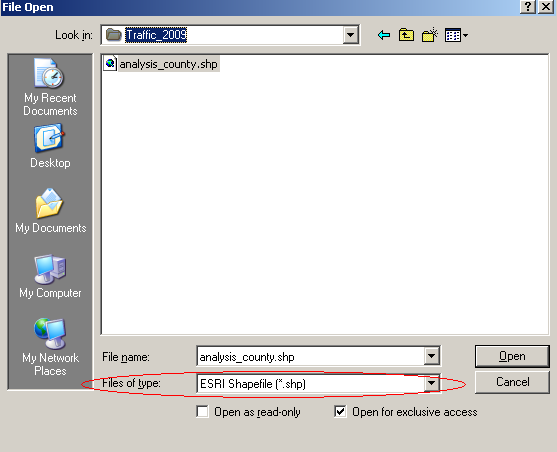 File Open
Look in: Traffic_2009
analysis_county.shp
My Recent
Documents
Desktop
My Documents
My Computer
My Network
Places
File name: analysis_county.shp Open
Files of type: ESRI Shapefile (*.shp) Cancel
Open as read-only Open for exclusive access